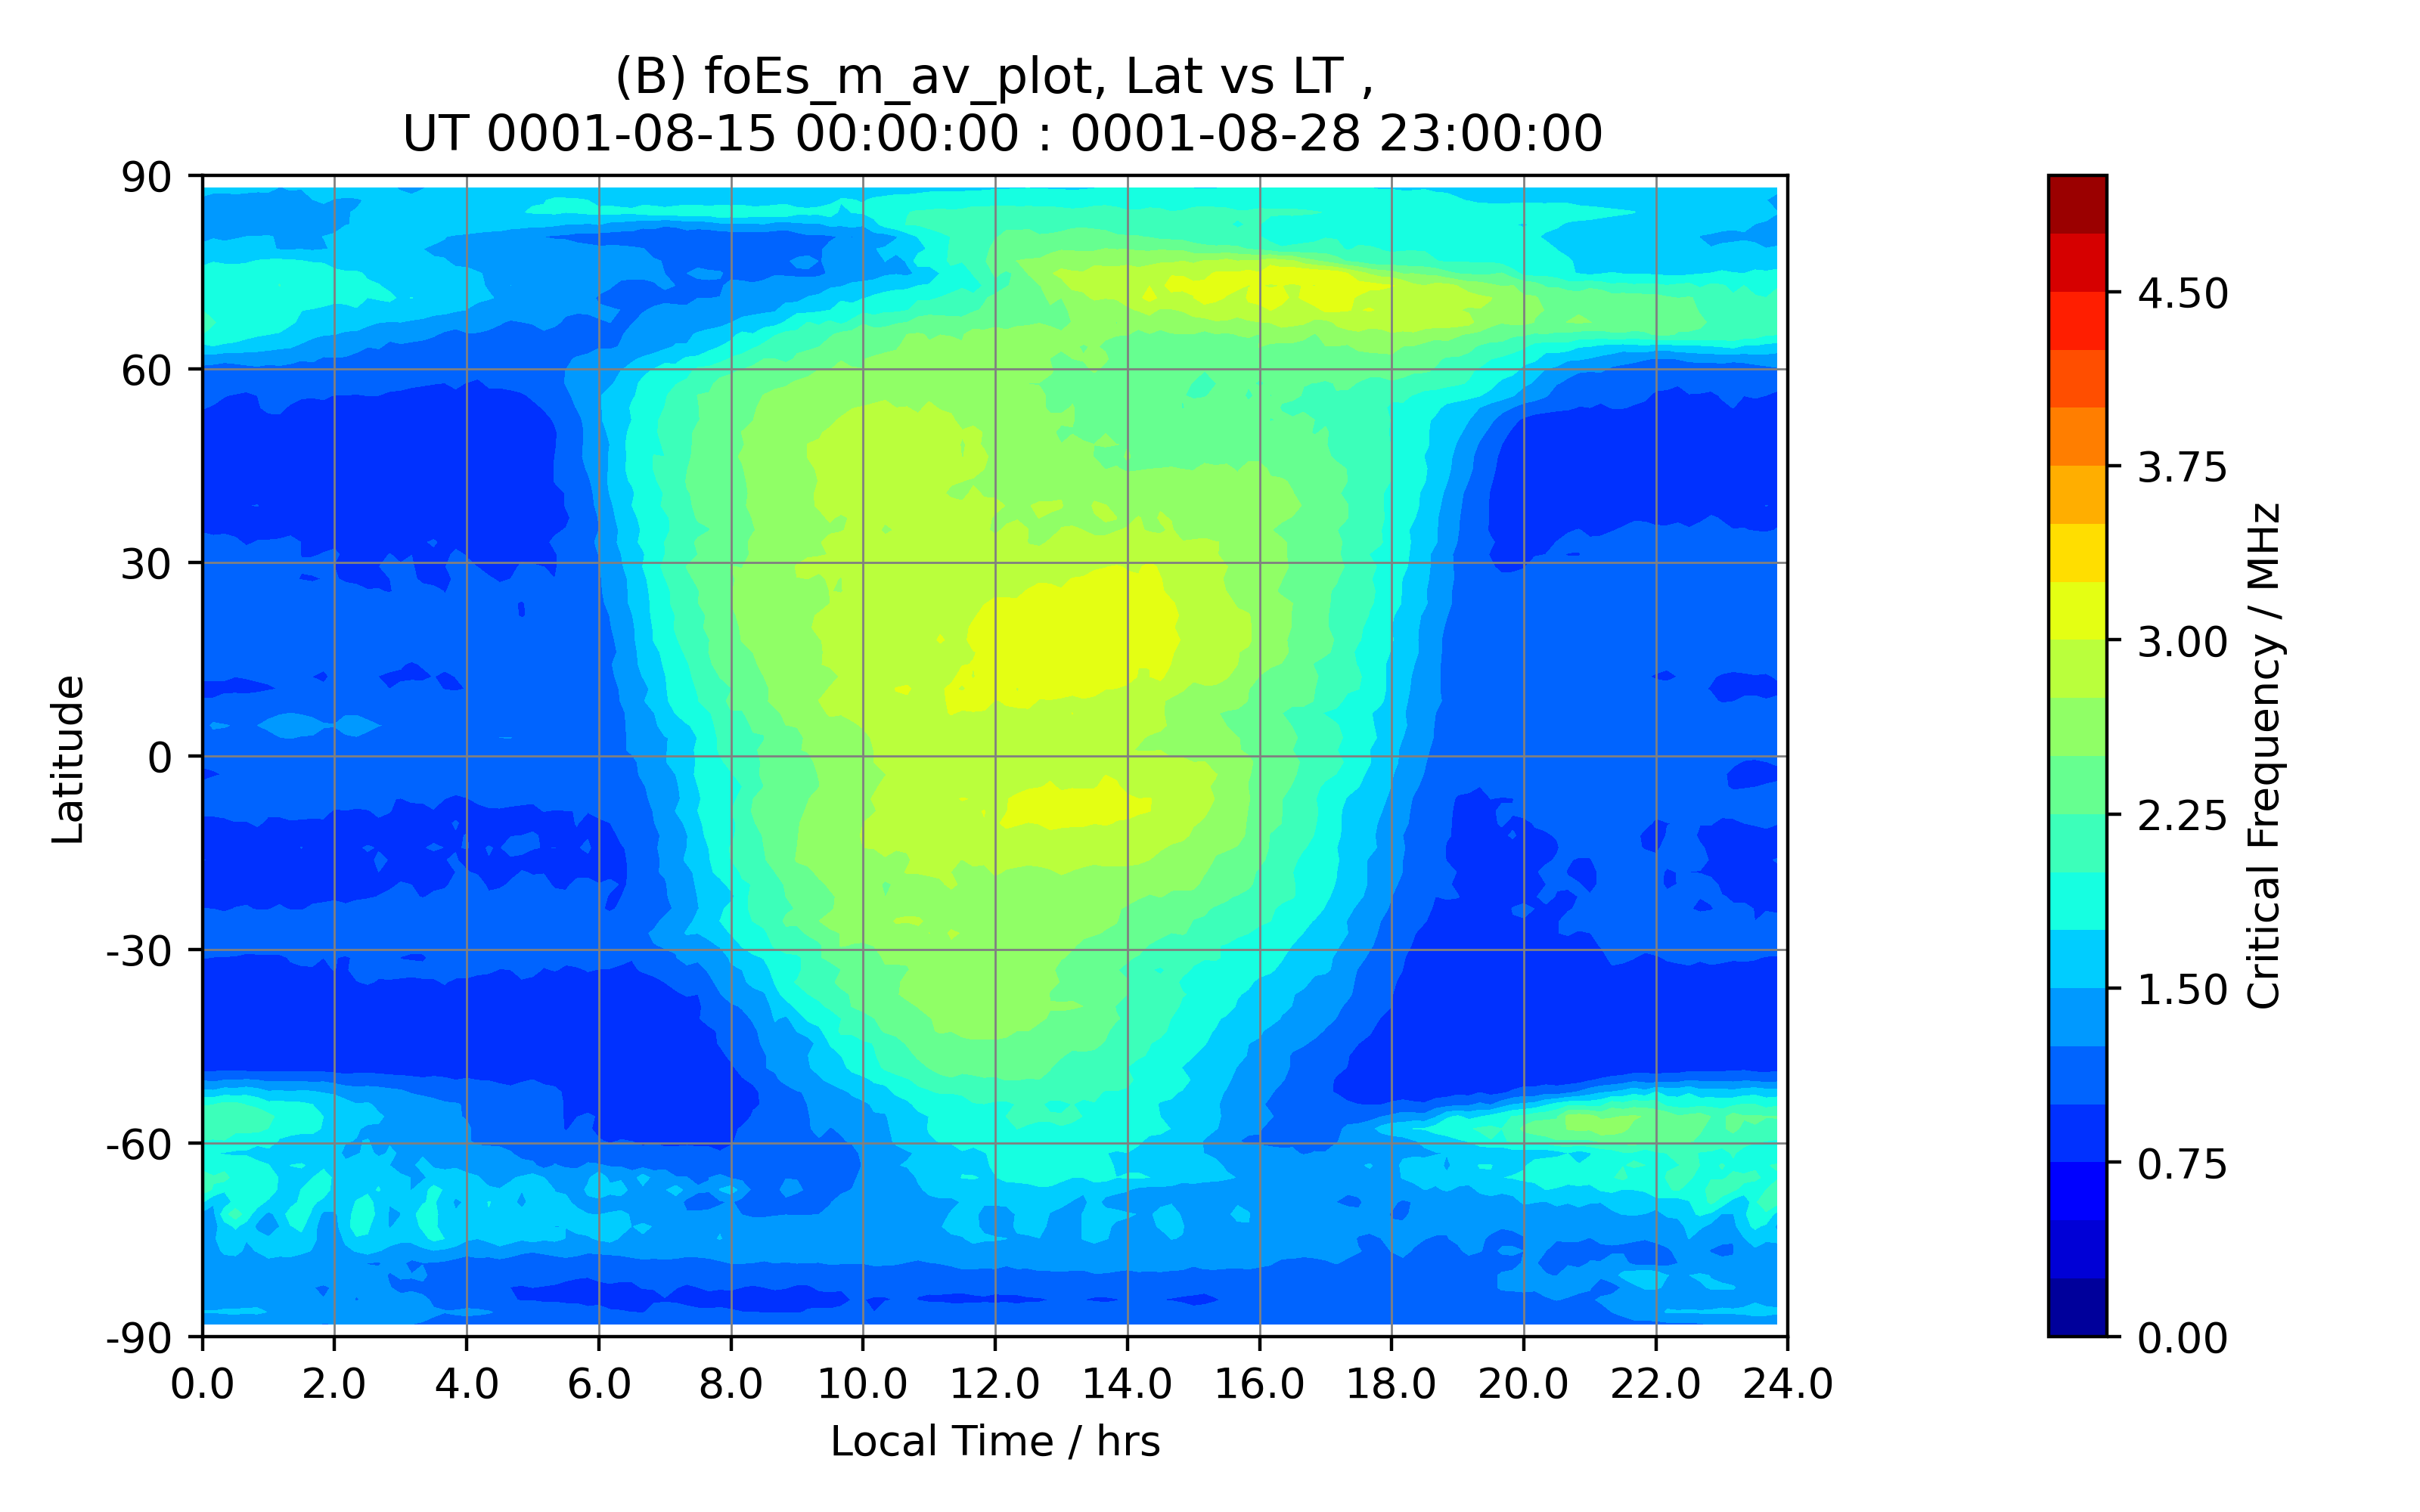 (B) foEs_m_av_plot, Lat vs LT ,
UT 0001-08-15 00:00:00 : 0001-08-28 23:00:00
90
60
30
0
-30
-60
-90
Latitude
0.0 2.0 4.0 6.0 8.0 10.0 12.0 14.0 16.0 18.0 20.0 22.0 24.0
Local Time / hrs
4.50
3.75
3.00
2.25
1.50
0.75
0.00
Critical Frequency / MHz